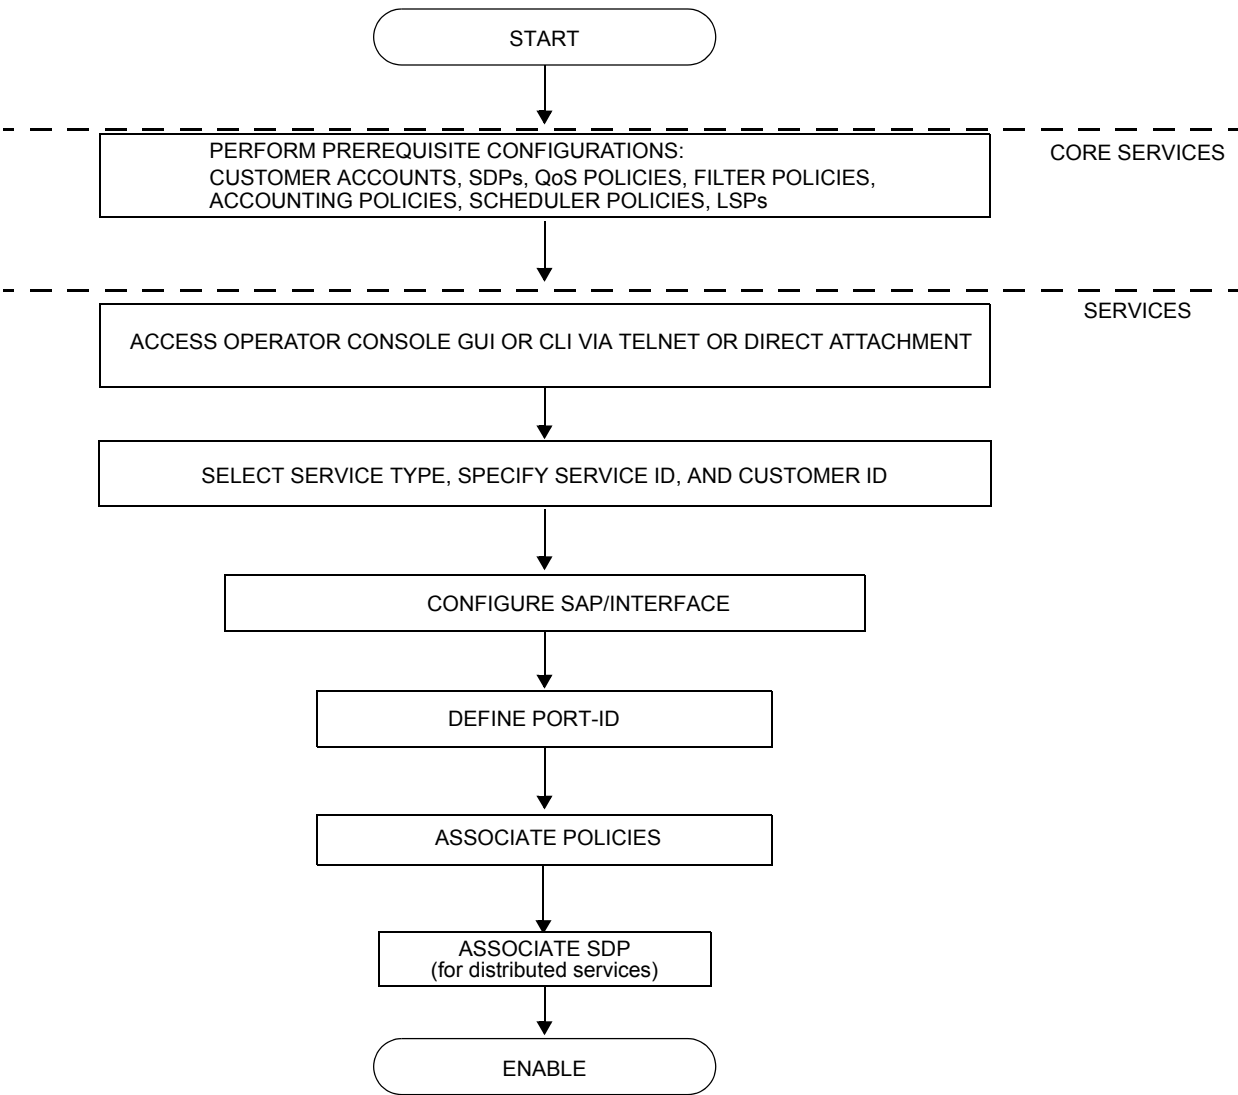 START
PERFORM PREREQUISITE CONFIGURATIONS:
CORE SERVICES
CUSTOMER ACCOUNTS, SDPs, QoS POLICIES, FILTER POLICIES,
ACCOUNTING POLICIES, SCHEDULER POLICIES, LSPs
SERVICES
ACCESS OPERATOR CONSOLE GUI OR CLI VIA TELNET OR DIRECT ATTACHMENT
SELECT SERVICE TYPE, SPECIFY SERVICE ID, AND CUSTOMER ID
CONFIGURE SAP/INTERFACE
DEFINE PORT-ID
ASSOCIATE POLICIES
ASSOCIATE SDP
(for distributed services)
ENABLE